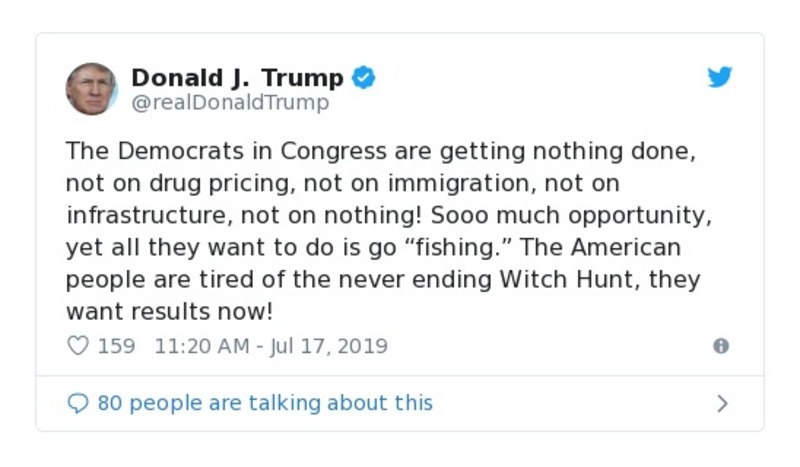 Donald J. Trump
@realDonaldTrump
The Democrats in Congress are getting nothing done,
not on drug pricing, not on immigration, not on
infrastructure, not on nothing! Sooo much opportunity,
yet all they want to do is go “fishing.” The American
people are tired of the never ending Witch Hunt, they
want results now!
159 11:20 AM - Jul 17, 2019
80 people are talking about this